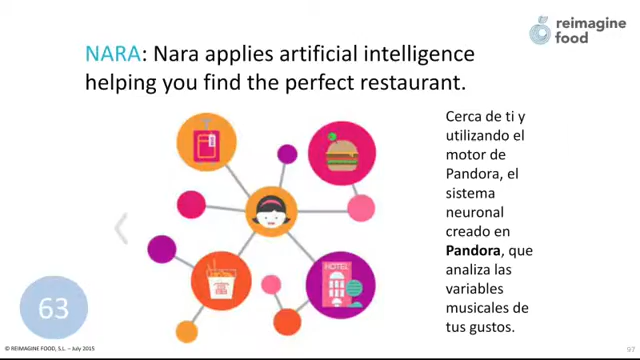 reimagine
food
NARA: Nara applies artificial intelligence
helping you find the perfect restaurant.
Cerca de ti y
utilizando el
motor de
Pandora, el
sistema
neuronal
creado en
Pandora, que
analiza las
variables
musicales de
tus gustos.
HOTEL
63
© REIMAGINE FOOD, S.L. – July 2015
97